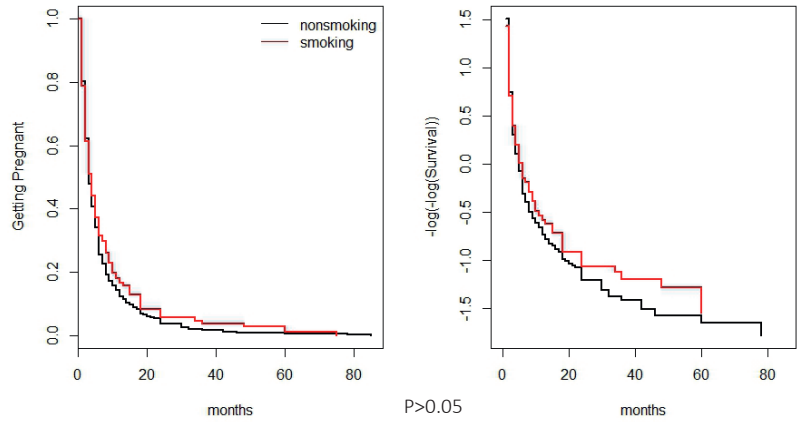 nonsmoking
smoking
Getting Pregnant
0.0
0.2
0.4
0.6
0.8
1.0
0 20 40 60 80
months
-log(-log(Survival))
-1.5
-1.0
-0.5
0.0
0.5
1.0
1.5
0 20 40 60 80
months
P>0.05